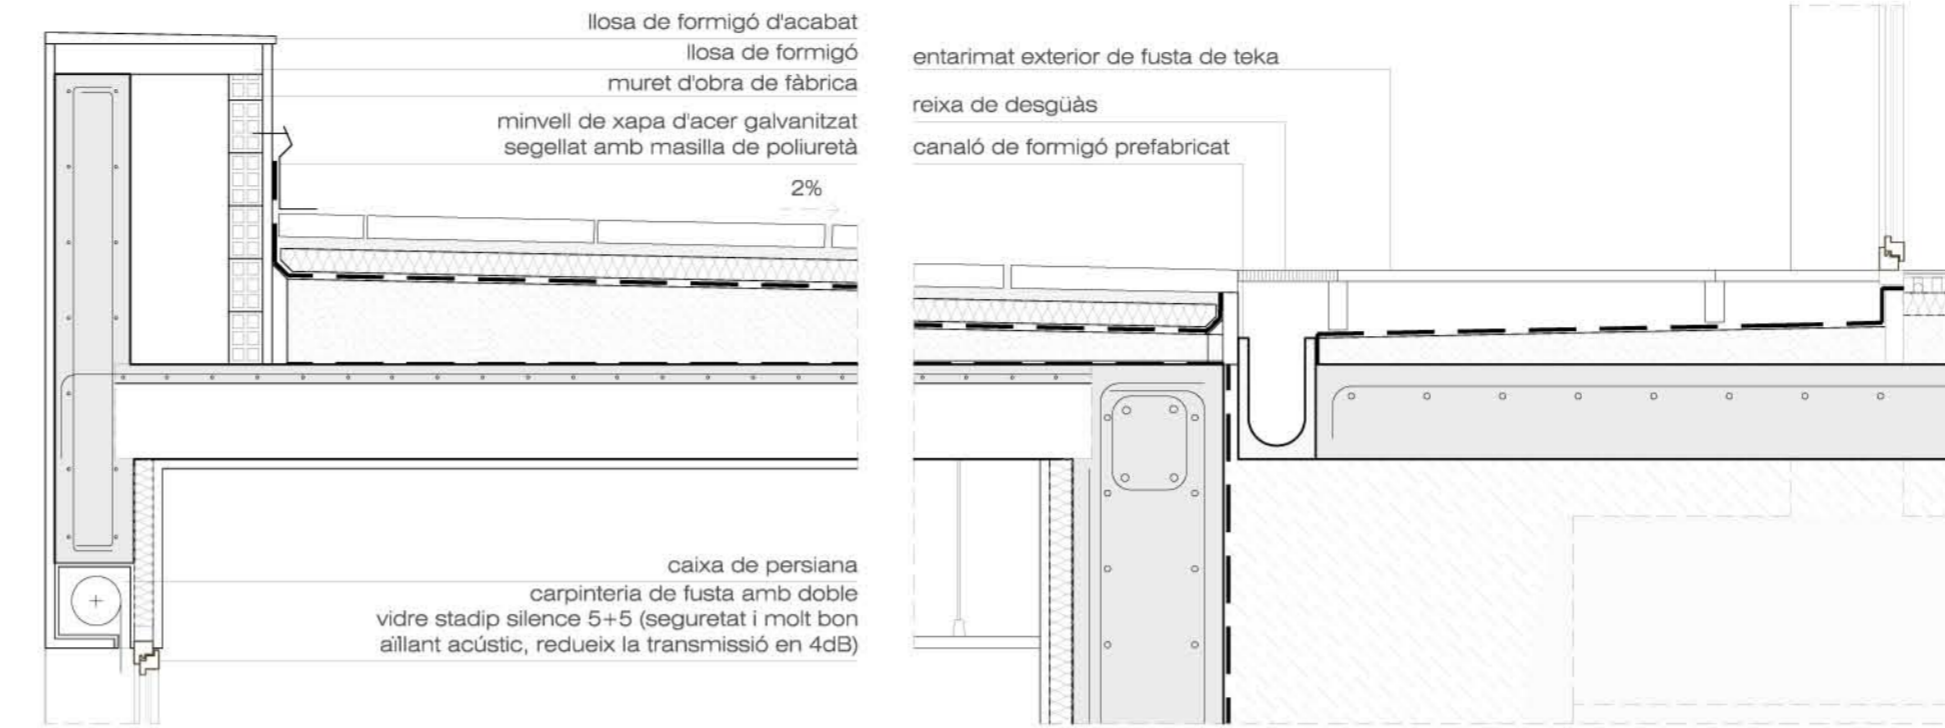 llosa de formigó d'acabat
llosa de formigó
muret d'obra de fàbrica
minvell de xapa d'acer galvanitzat
segellat amb masilla de poliuretà
2%
caixa de persiana
carpinteria de fusta amb doble
vidre stadip silence 5+5 (seguretat i molt bon
aïllant acústic, redueix la transmissió en 4dB)
entarimat exterior de fusta de teka
reixa de desgüàs
canaló de formigó prefabricat